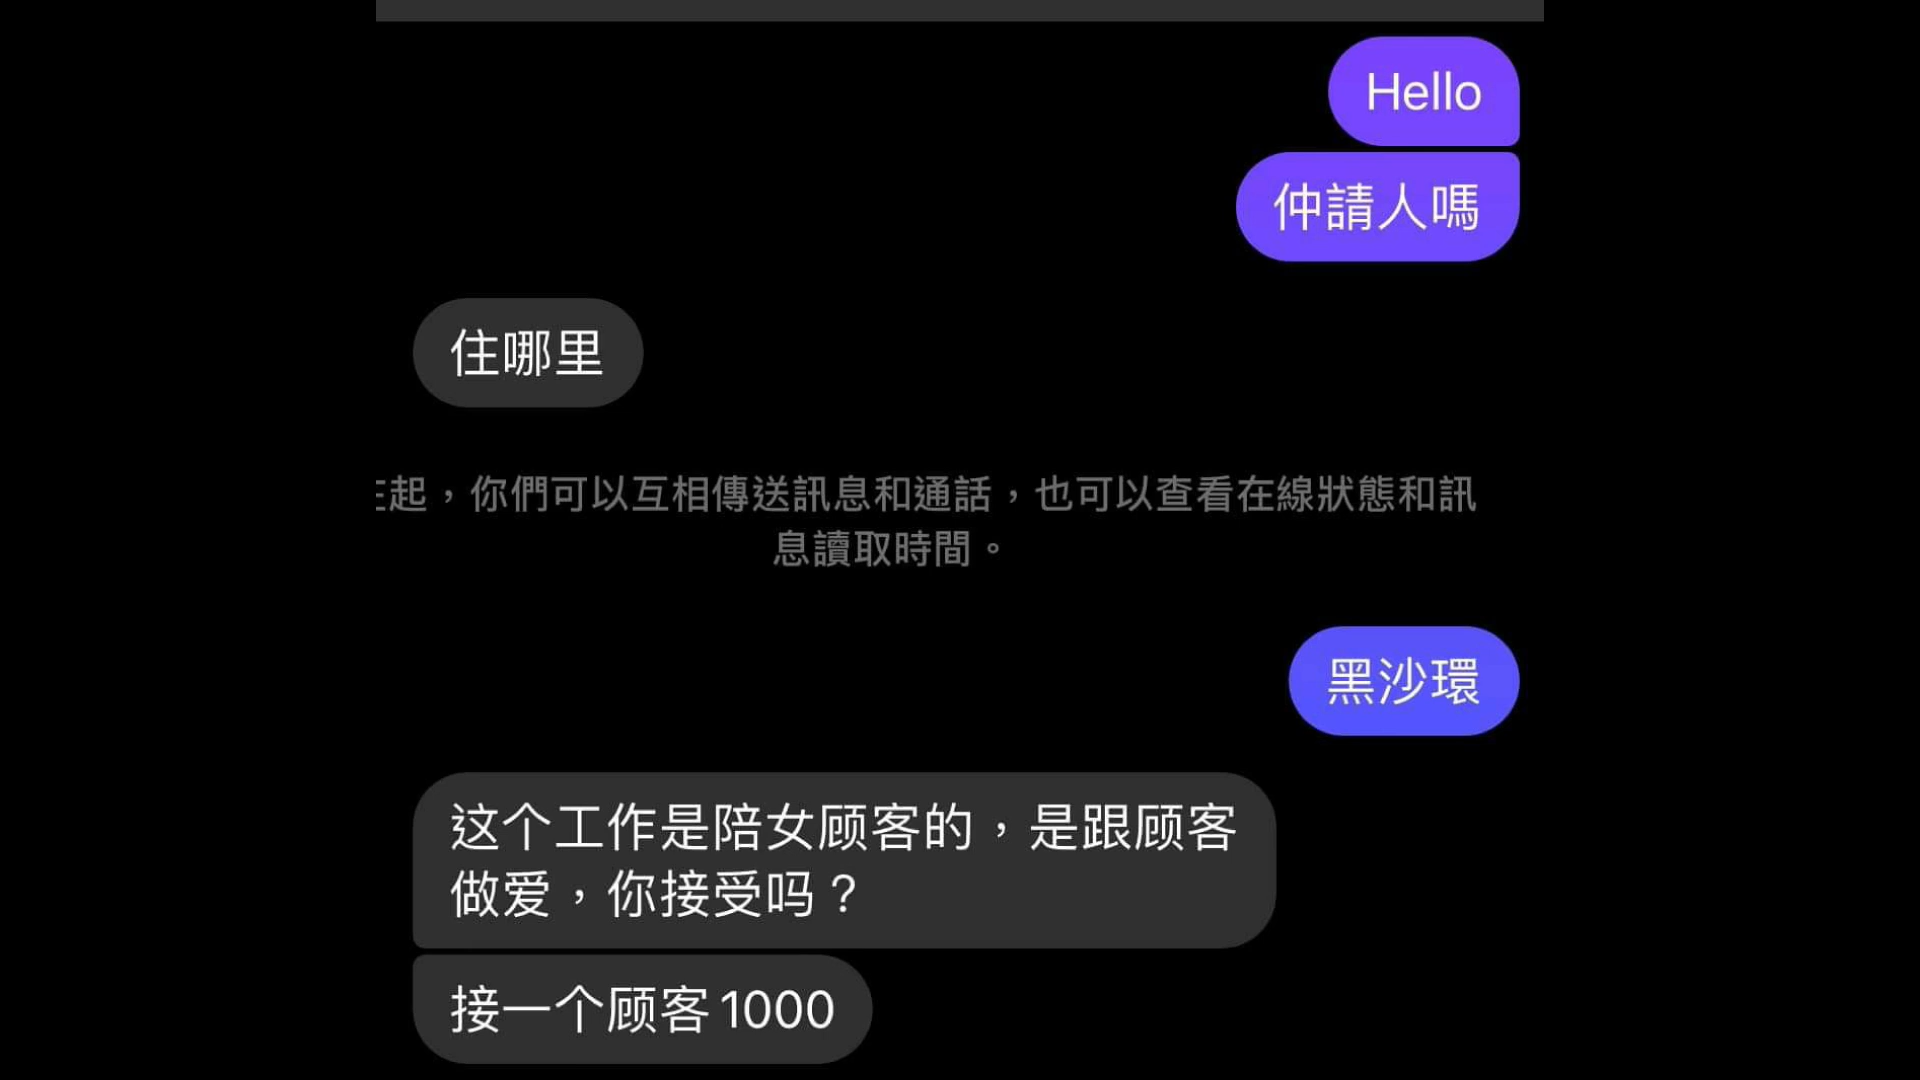 Hello
仲請人嗎
住哪里
起，你們可以互相傳送訊息和通話，也可以查看在線狀態和訊
息讀取時間。
黑沙環
这个工作是陪女顾客的，是跟顾客
做爱，你接受吗？
接一个顾客1000